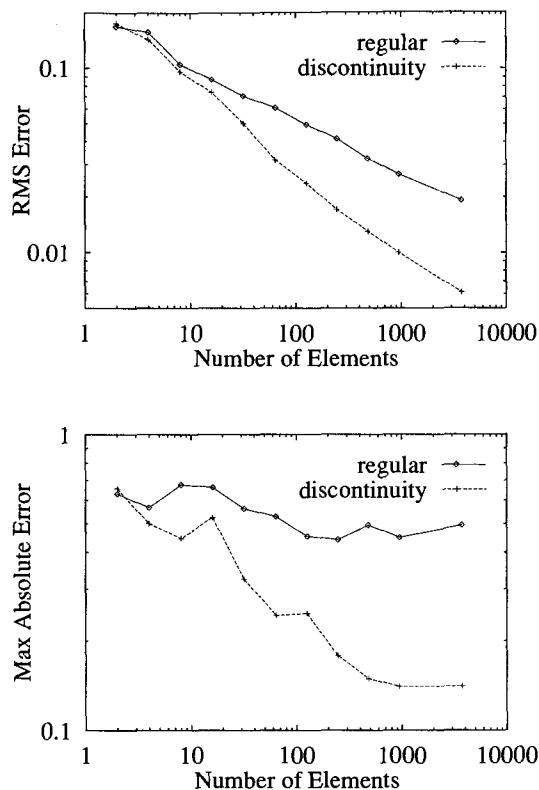 regular
discontinuity
0.1
0.01
RMS Error
1
10
100
1000
10000
Number of Elements
regular
discontinuity
1
0.1
Max Absolute Error
1
10
100
1000
10000
Number of Elements